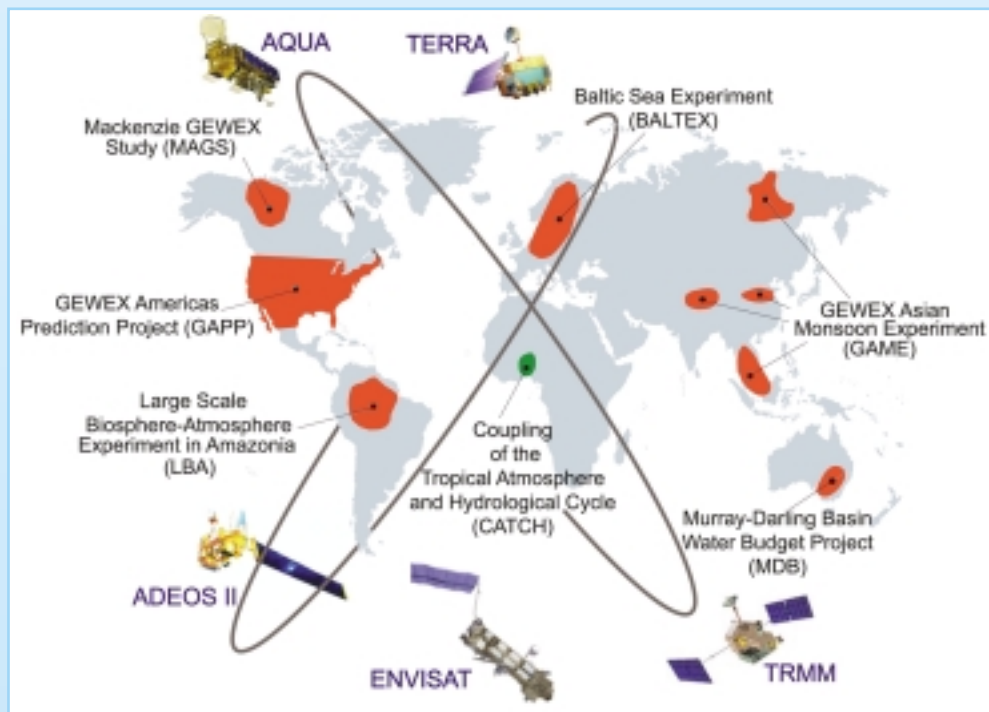 AQUA
TERRA
Baltic Sea Experiment
(BALTEX)
Mackenzie GEWEX
Study (MAGS)
GEWEX Americas
Prediction Project (GAPP)
GEWEX Asian
Monsoon Experiment
(GAME)
Large Scale
Biosphere-Atmosphere
Experiment in Amazonia
(LBA)
Coupling
of the
Tropical Atmosphere
and Hydrological Cycle
(CATCH)
Murray-Darling Basin
Water Budget Project
(MDB)
ADEOS II
ENVISAT
TRMM